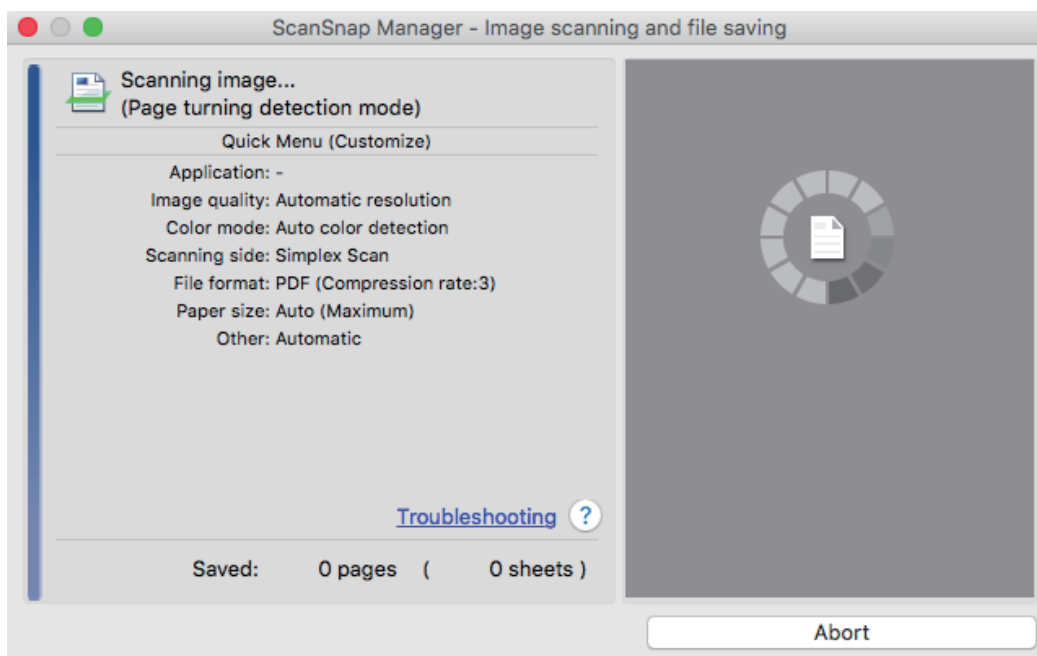 ScanSnap Manager - Image scanning and file saving
Scanning image...
(Page turning detection mode)
Quick Menu (Customize)
Application: -
Image quality: Automatic resolution
Color mode: Auto color detection
Scanning side: Simplex Scan
File format: PDF (Compression rate:3)
Paper size: Auto (Maximum)
Other: Automatic
Troubleshooting ?
Saved: 0 pages ( 0 sheets )
Abort